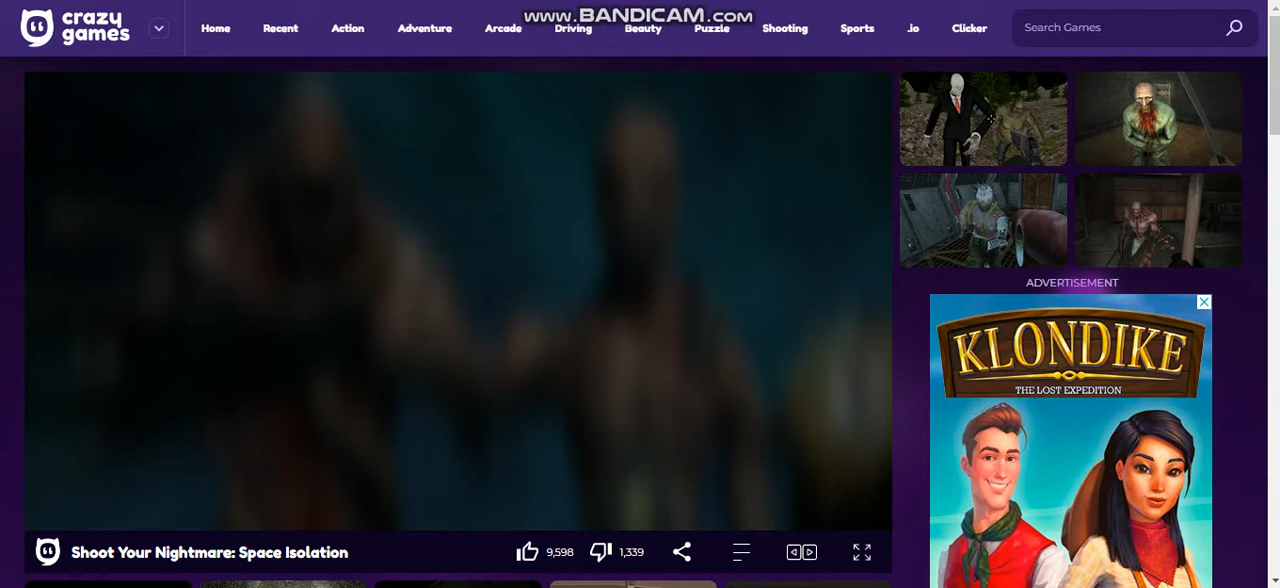 www.BANDICAM.com
crazy games
Home Recent Action Adventure Arcade Driving Beauty Puzzle Shooting Sports .io Clicker Search Games
ADVERTISEMENT
KLONDIKE
THE LOST EXPEDITION
Shoot Your Nightmare: Space Isolation 9,598 1,339